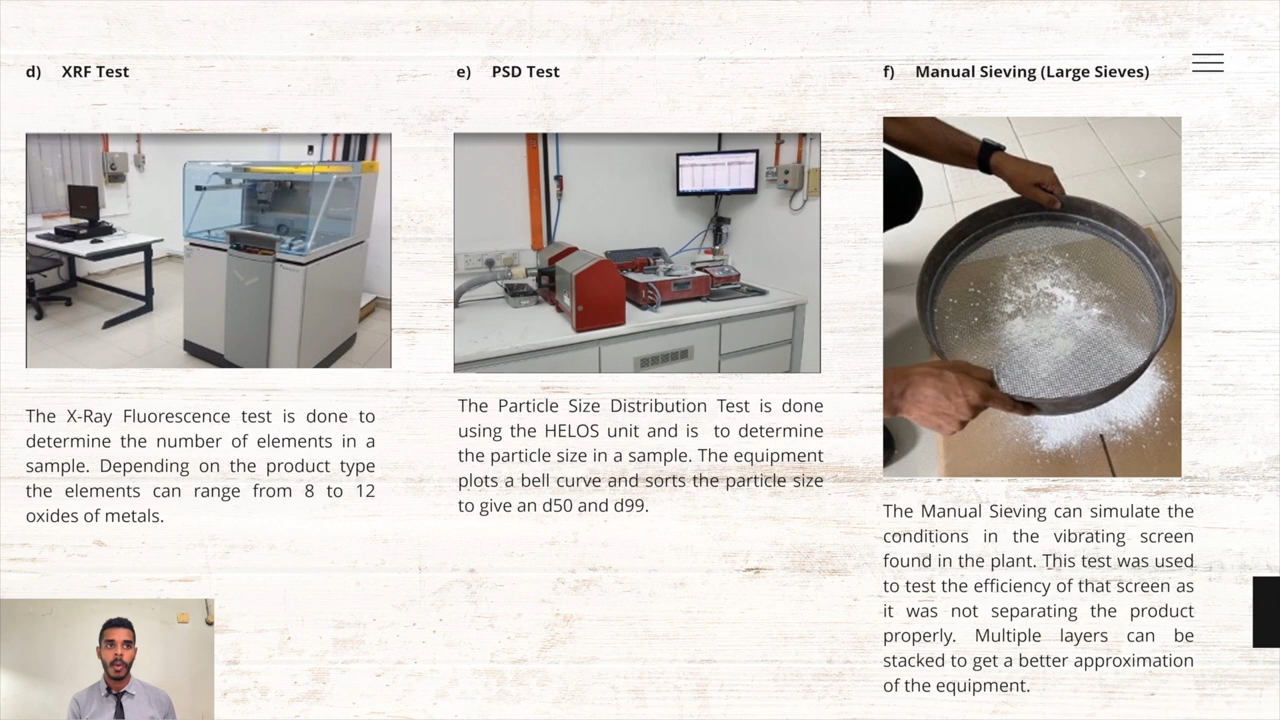 d) XRF Test
The X-Ray Fluorescence test is done to
determine the number of elements in a
sample. Depending on the product type
the elements can range from 8 to 12
oxides of metals.
e) PSD Test
The Particle Size Distribution Test is done
using the HELOS unit and is to determine
the particle size in a sample. The equipment
plots a bell curve and sorts the particle size
to give an d50 and d99.
f) Manual Sieving (Large Sieves)
The Manual Sieving can simulate the
conditions in the vibrating screen
found in the plant. This test was used
to test the efficiency of that screen as
it was not separating the product
properly. Multiple layers can be
stacked to get a better approximation
of the equipment.